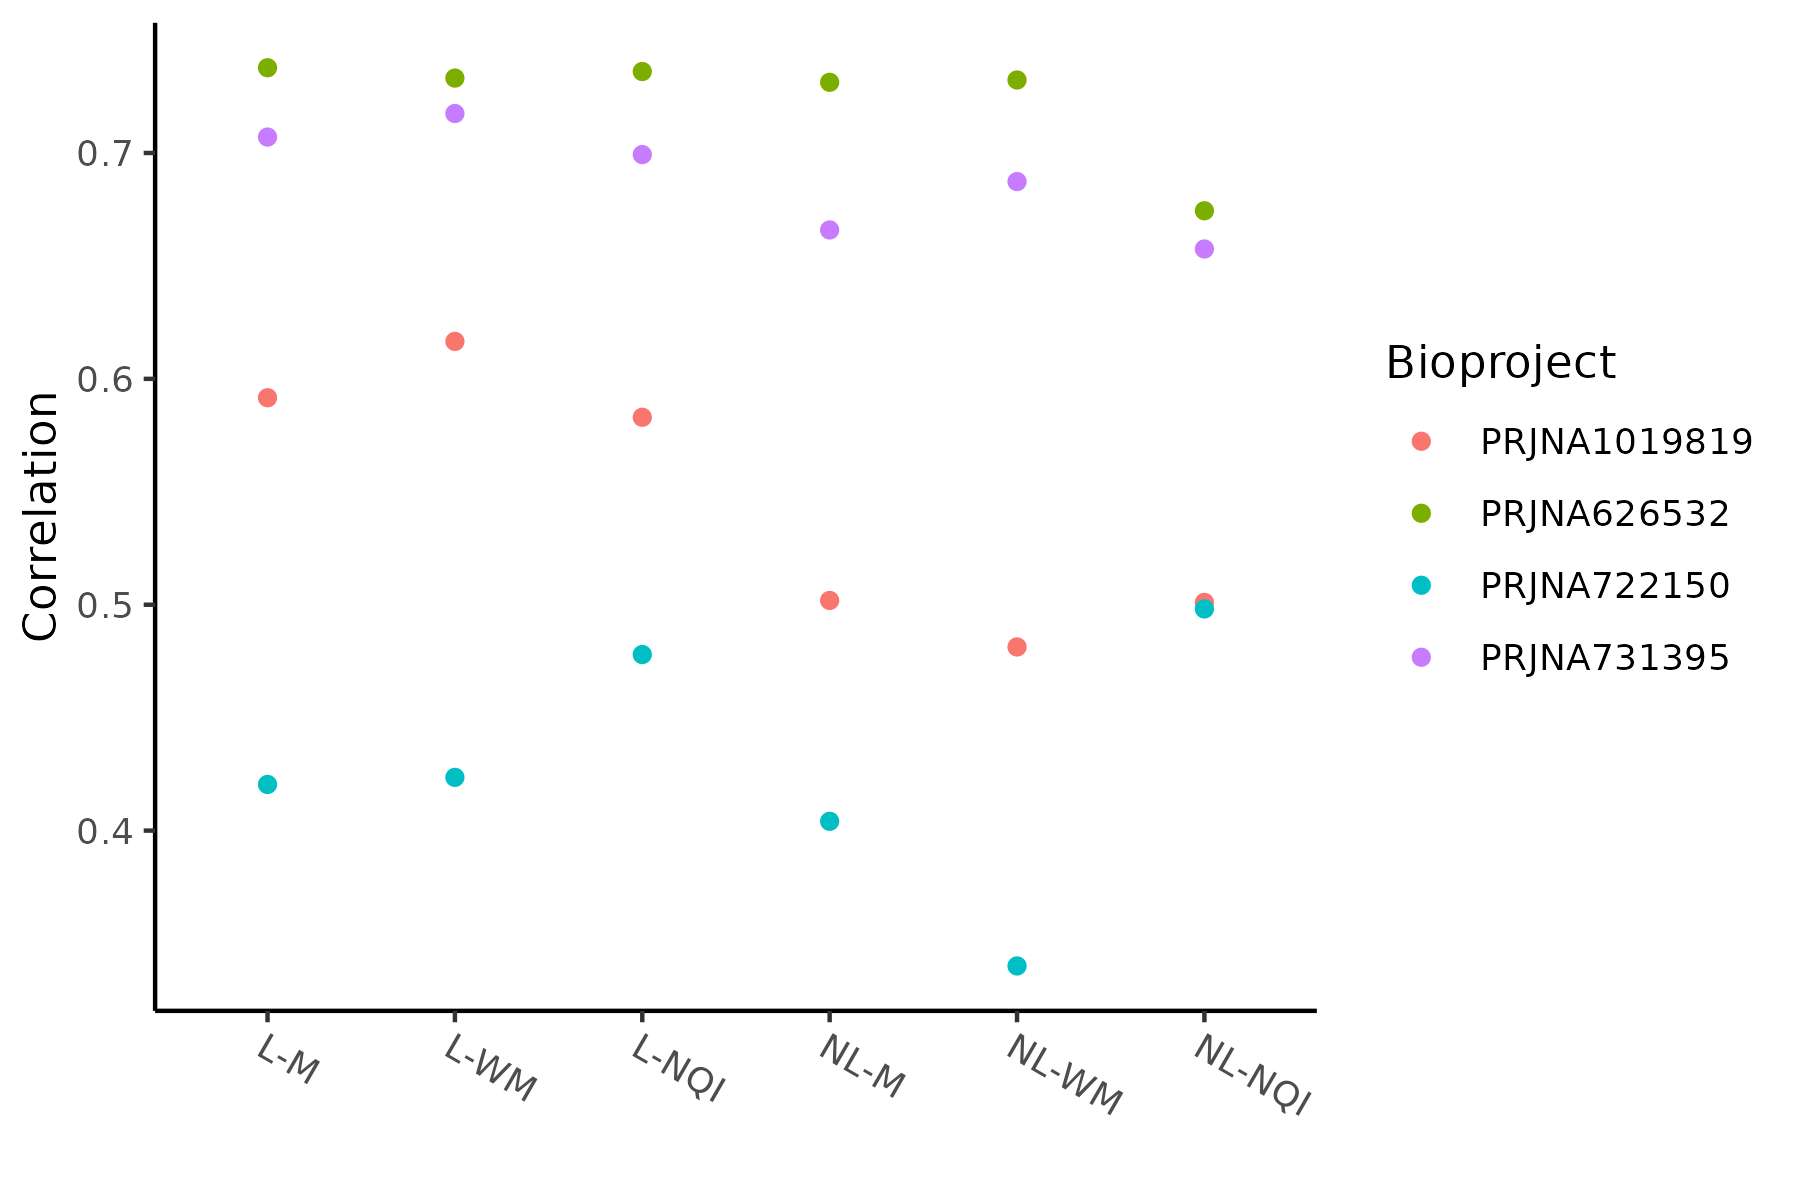 Correlation
0.7
0.6
0.5
0.4
L-M
L-WM
L-NQI
NL-M
NL-WM
NL-NQI
Bioproject
PRJNA1019819
PRJNA626532
PRJNA722150
PRJNA731395